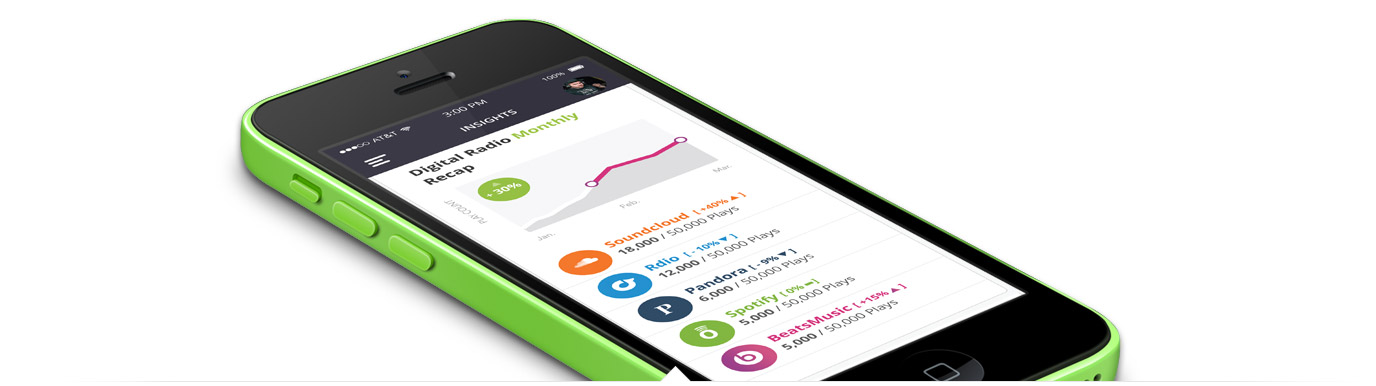 ●●●○○ AT&T 3:00 PM 100%
INSIGHTS
Digital Radio Monthly
Recap
+30%
PLAY COUNT
Jan. Feb. Mar.
Soundcloud [ +40% ▲ ]
18,000 / 50,000 Plays
Rdio [ - 10% ▼ ]
12,000 / 50,000 Plays
Pandora [ - 9% ▼ ]
6,000 / 50,000 Plays
Spotify [ 0% ━ ]
5,000 / 50,000 Plays
BeatsMusic [ +15% ▲ ]
5,000 / 50,000 Plays